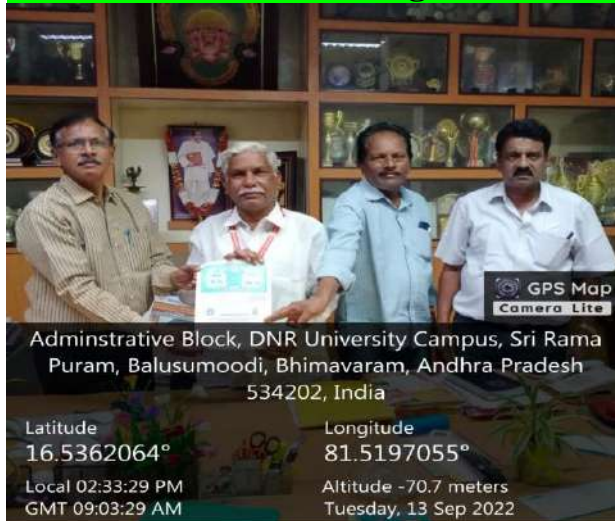 GPS Map
Camera Lite
Adminstrative Block, DNR University Campus, Sri Rama
Puram, Balusumoodi, Bhimavaram, Andhra Pradesh
534202, India
Latitude
16.5362064°
Longitude
81.5197055°
Local 02:33:29 PM
GMT 09:03:29 AM
Altitude -70.7 meters
Tuesday, 13 Sep 2022